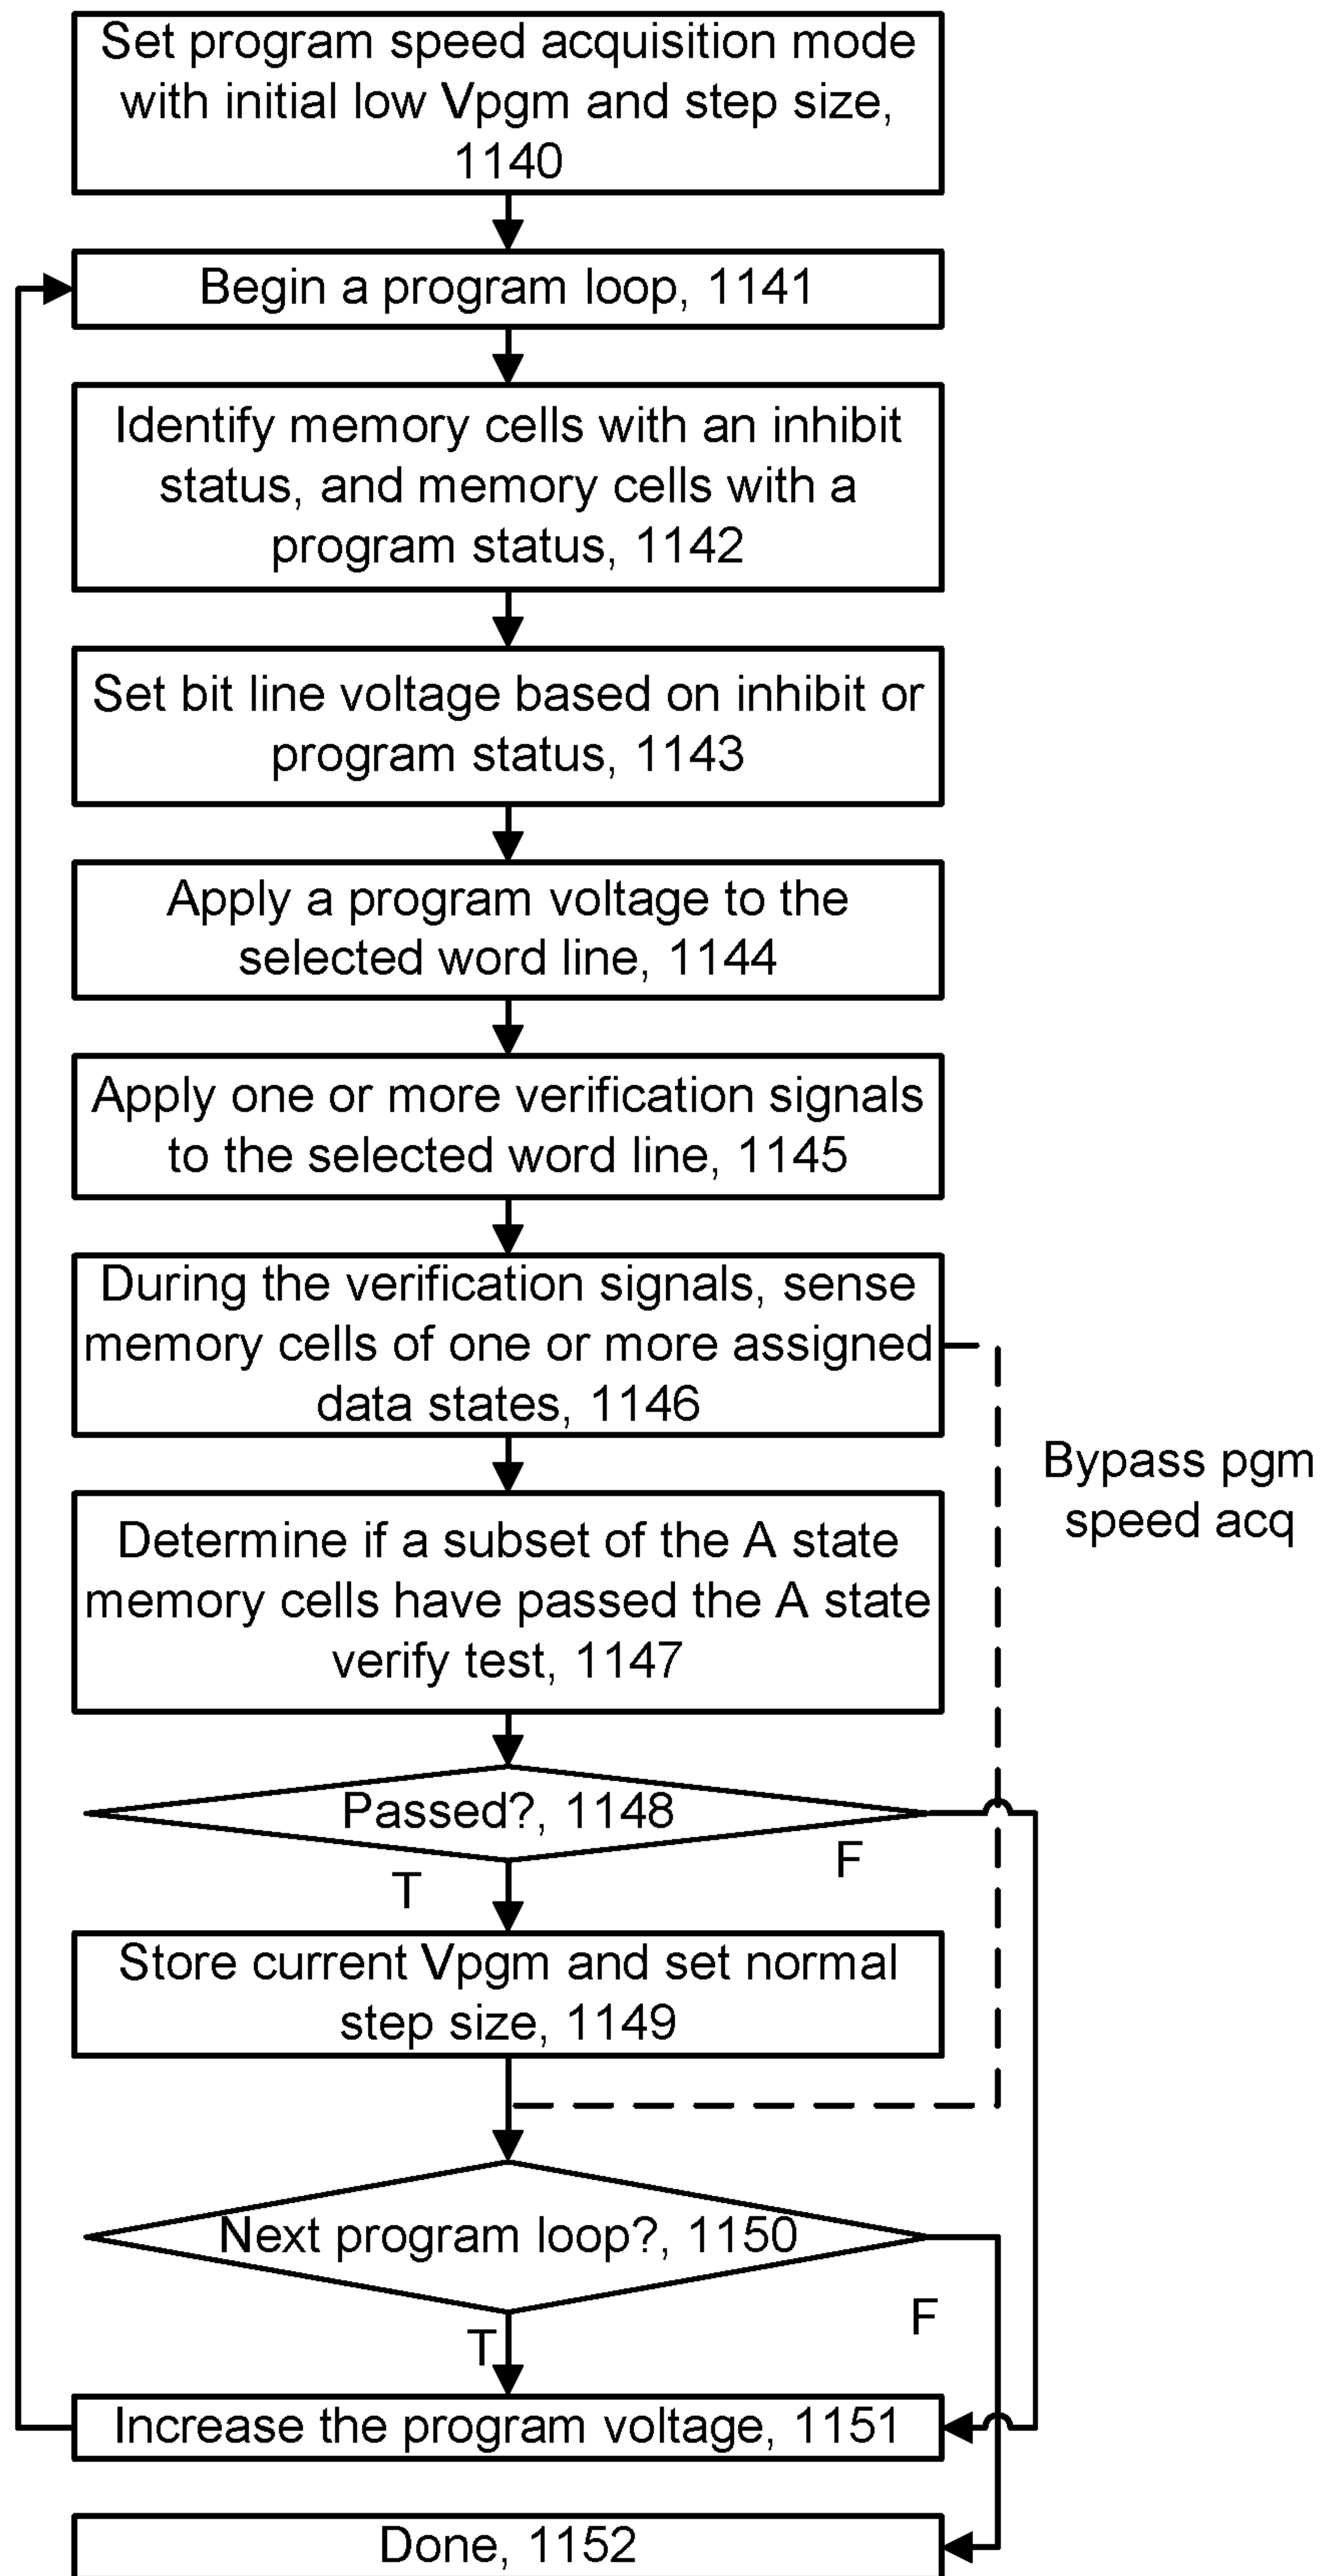 Set program speed acquisition mode
with initial low Vpgm and step size,
1140
Begin a program loop, 1141
Identify memory cells with an inhibit
status, and memory cells with a
program status, 1142
Set bit line voltage based on inhibit or
program status, 1143
Apply a program voltage to the
selected word line, 1144
Apply one or more verification signals
to the selected word line, 1145
During the verification signals, sense
memory cells of one or more assigned
data states, 1146
Bypass pgm
speed acq
Determine if a subset of the A state
memory cells have passed the A state
verify test, 1147
Passed?, 1148
F
T
Store current Vpgm and set normal
step size, 1149
Next program loop?, 1150
F
T
Increase the program voltage, 1151
Done, 1152